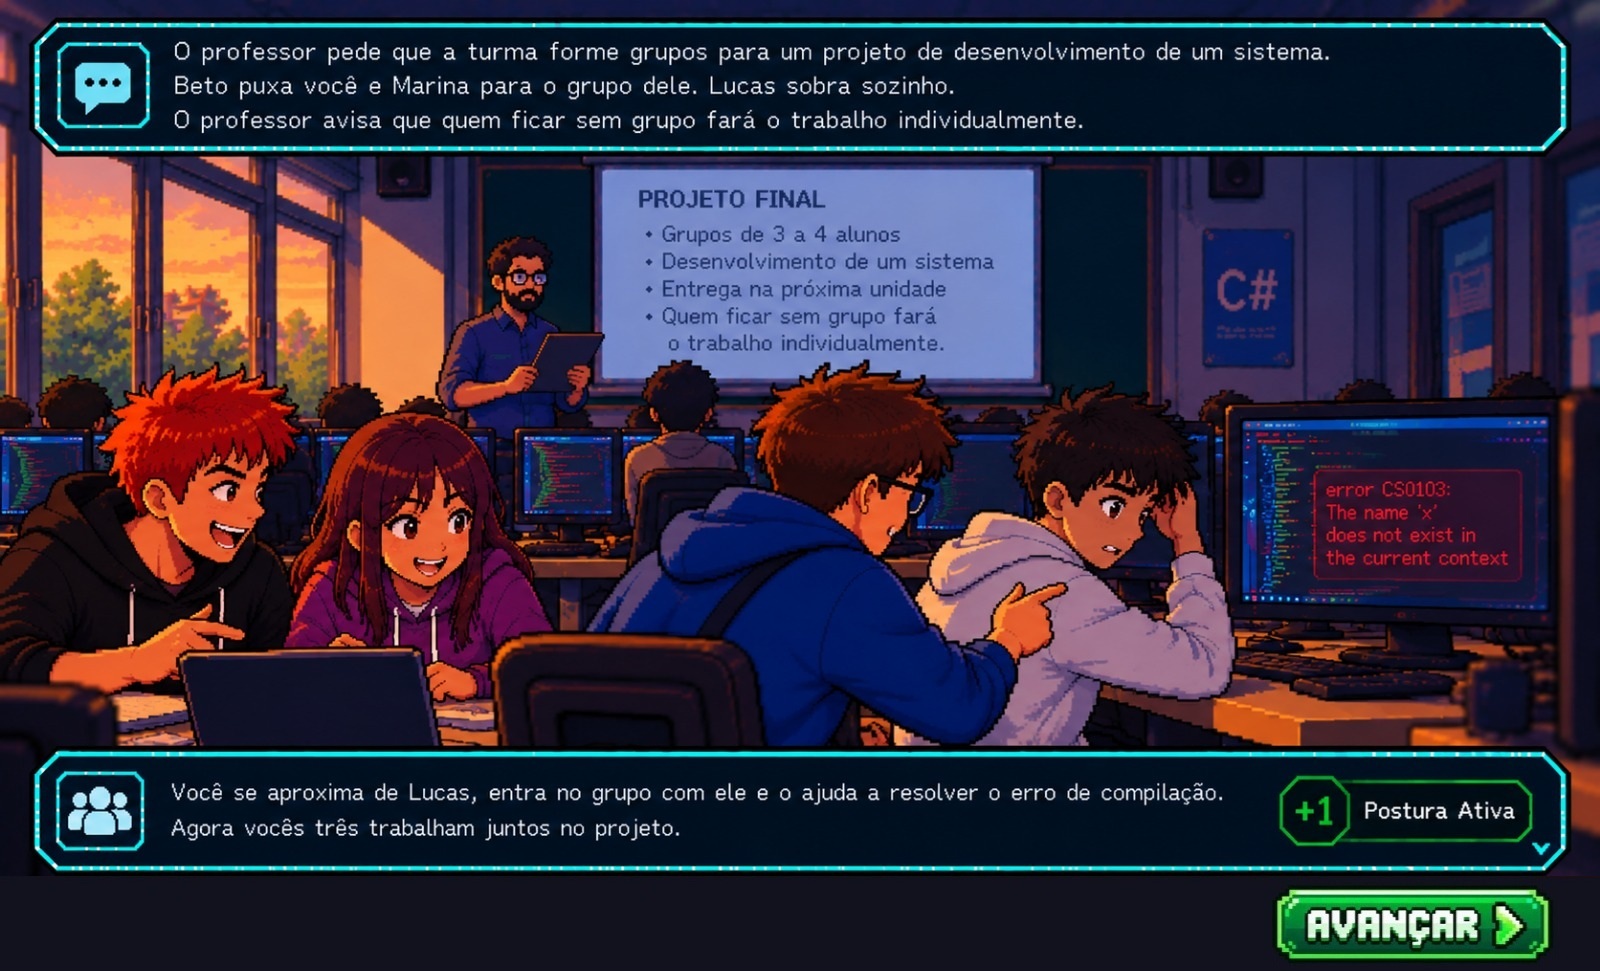 O professor pede que a turma forme grupos para um projeto de desenvolvimento de um sistema.
Beto puxa você e Marina para o grupo dele. Lucas sobra sozinho.
O professor avisa que quem ficar sem grupo fará o trabalho individualmente.
PROJETO FINAL
• Grupos de 3 a 4 alunos
• Desenvolvimento de um sistema
• Entrega na próxima unidade
• Quem ficar sem grupo fará
o trabalho individualmente.
C#
error CS0103:
The name 'x'
does not exist in
the current context
Você se aproxima de Lucas, entra no grupo com ele e o ajuda a resolver o erro de compilação.
Agora vocês três trabalham juntos no projeto.
+1 Postura Ativa
AVANÇAR